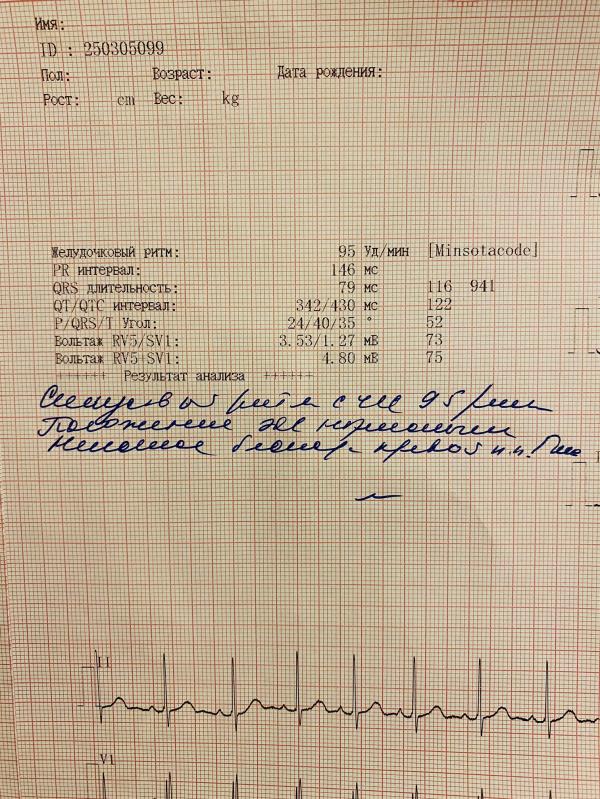 Имя:
ID : 250305099
Пол: Возраст: Дата рождения:
Рост: cm Вес: kg
Желудочковый ритм: 95 Уд/мин [Minsotacode]
PR интервал: 146 мс
QRS длительность: 79 мс 116 941
QT/QTC интервал: 342/430 мс 122
P/QRS/T Угол: 24/40/35 ° 52
Вольтаж RV5/SV1: 3.53/1.27 мВ 73
Вольтаж RV5+SV1: 4.80 мВ 75
++++++ Результат анализа ++++++
Синусовый ритм с чсс 95/мин
Положение ЭОС
Неполная п.п. Гиса
II
V1